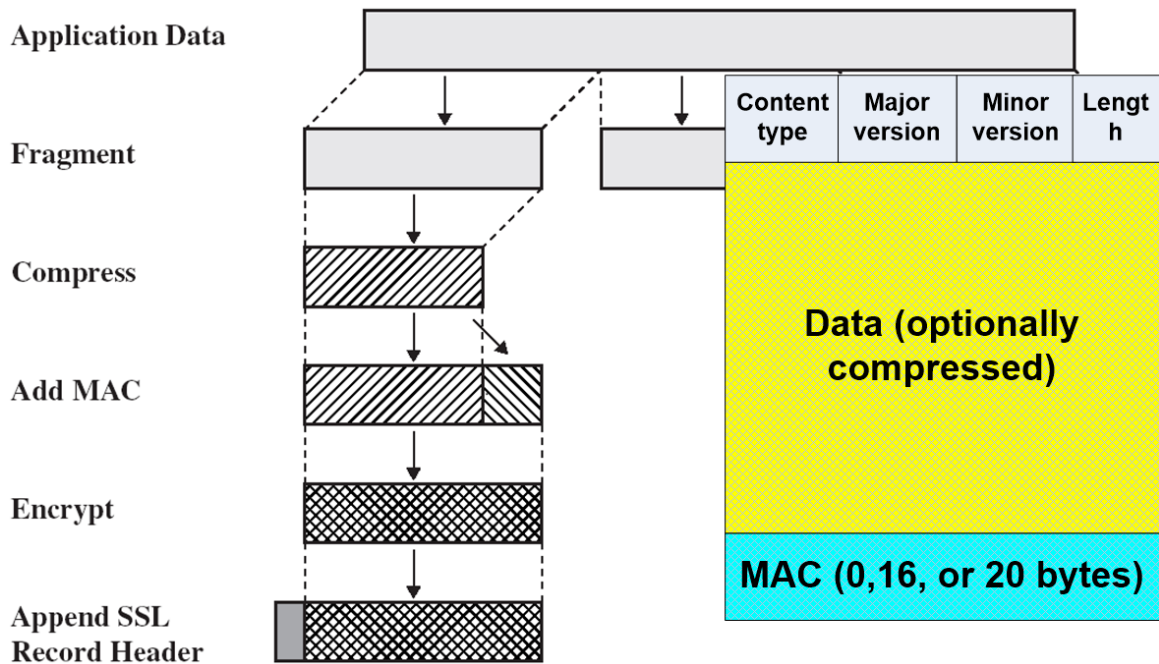 Application Data
Content
type
Major
version
Minor
version
Lengt
h
Fragment
Compress
Data (optionally
compressed)
Add MAC
Encrypt
MAC (0,16, or 20 bytes)
Append SSL
Record Header